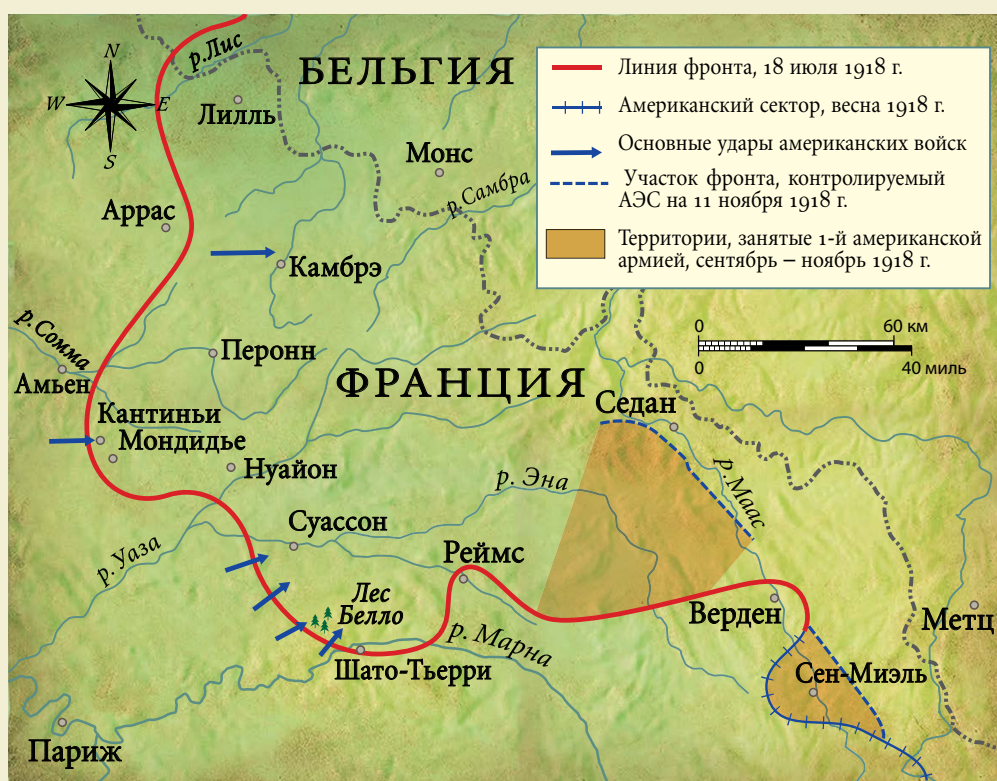 р. Лис
БЕЛЬГИЯ
N
W
E
S
Лилль
Монс
р. Самбра
Аррас
Камбрэ
Линия фронта, 18 июля 1918 г.
Американский сектор, весна 1918 г.
Основные удары американских войск
Участок фронта, контролируемый
АЭС на 11 ноября 1918 г.
Территории, занятые 1-й американской
армией, сентябрь – ноябрь 1918 г.
0
60 км
0
40 миль
р. Сомма
Перонн
Амьен
ФРАНЦИЯ
Седан
Кантиньи
Мондидье
Нуайон
р. Эна
р. Маас
Суассон
р. Уаза
Реймс
Лес
Белло
Верден
Метц
р. Марна
Шато-Тьерри
Сен-Миэль
Париж